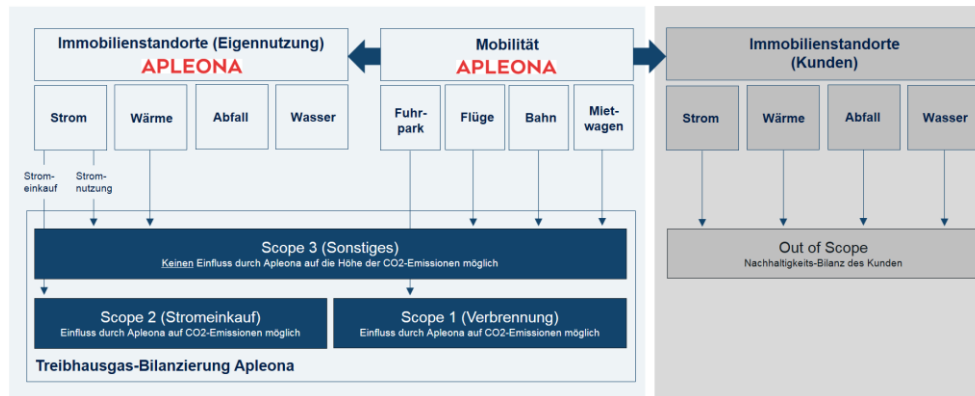 Immobilienstandorte (Eigennutzung)
APLEONA
Mobilität
APLEONA
Immobilienstandorte
(Kunden)
Strom
Wärme
Abfall
Wasser
Fuhr-
park
Flüge
Bahn
Miet-
wagen
Strom
Wärme
Abfall
Wasser
Strom-
einkauf
Strom-
nutzung
Scope 3 (Sonstiges)
Keinen Einfluss durch Apleona auf die Höhe der CO2-Emissionen möglich
Out of Scope
Nachhaltigkeits-Bilanz des Kunden
Scope 2 (Stromeinkauf)
Einfluss durch Apleona auf CO2-Emissionen möglich
Scope 1 (Verbrennung)
Einfluss durch Apleona auf CO2-Emissionen möglich
Treibhausgas-Bilanzierung Apleona